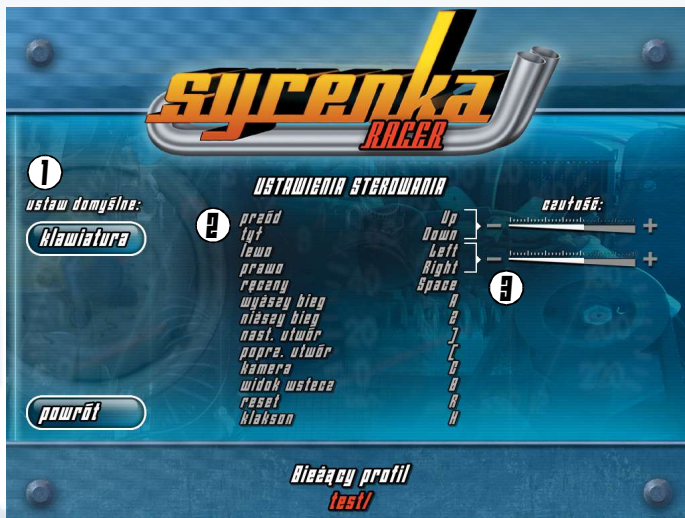 syrenka
RACER
1
USTAWIENIA STEROWANIA
ustaw domyślne:
czułość:
klawiatura
2
przód Up
tył Down
lewo Left
prawo Right
ręczny Space
3
wyższy bieg A
niższy bieg Z
nast. utwór ]
poprz. utwór [
kamera C
widok wstecz B
reset R
klakson H
powrót
Bieżący profil
test/